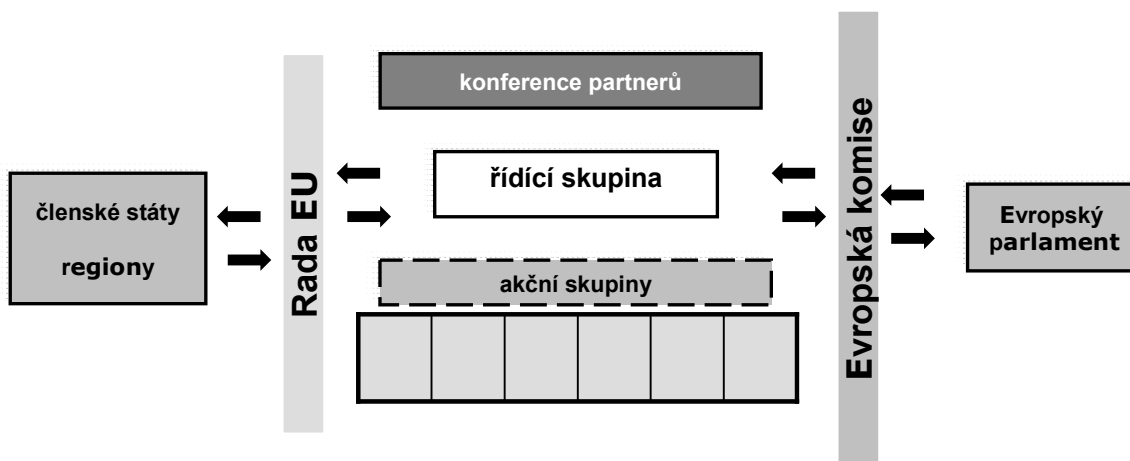 konference partnerů
členské státy
regiony
Rada EU
řídící skupina
akční skupiny
Evropská komise
Evropský
parlament